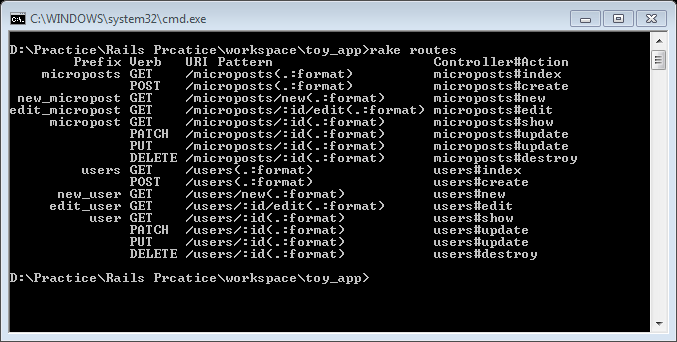 C:\WINDOWS\system32\cmd.exe
D:\Practice\Rails Prcatice\workspace\toy_app>rake routes
Prefix Verb URI Pattern Controller#Action
microposts GET /microposts(.:format) microposts#index
POST /microposts(.:format) microposts#create
new_micropost GET /microposts/new(.:format) microposts#new
edit_micropost GET /microposts/:id/edit(.:format) microposts#edit
micropost GET /microposts/:id(.:format) microposts#show
PATCH /microposts/:id(.:format) microposts#update
PUT /microposts/:id(.:format) microposts#update
DELETE /microposts/:id(.:format) microposts#destroy
users GET /users(.:format) users#index
POST /users(.:format) users#create
new_user GET /users/new(.:format) users#new
edit_user GET /users/:id/edit(.:format) users#edit
user GET /users/:id(.:format) users#show
PATCH /users/:id(.:format) users#update
PUT /users/:id(.:format) users#update
DELETE /users/:id(.:format) users#destroy
D:\Practice\Rails Prcatice\workspace\toy_app>